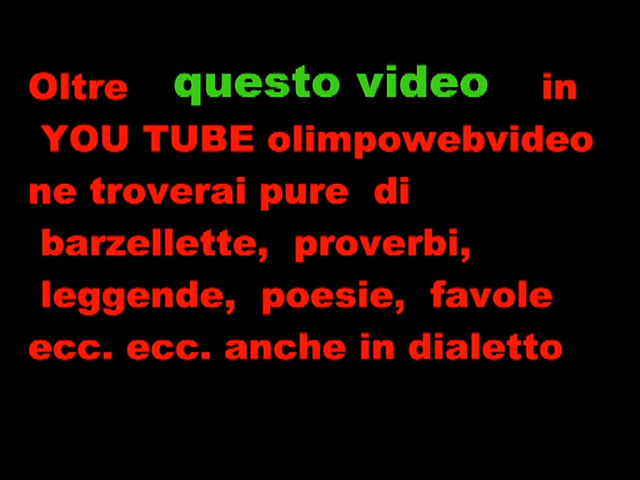 Oltre questo video in
YOU TUBE olimpowebvideo
ne troverai pure di
barzellette, proverbi,
leggende, poesie, favole
ecc. ecc. anche in dialetto